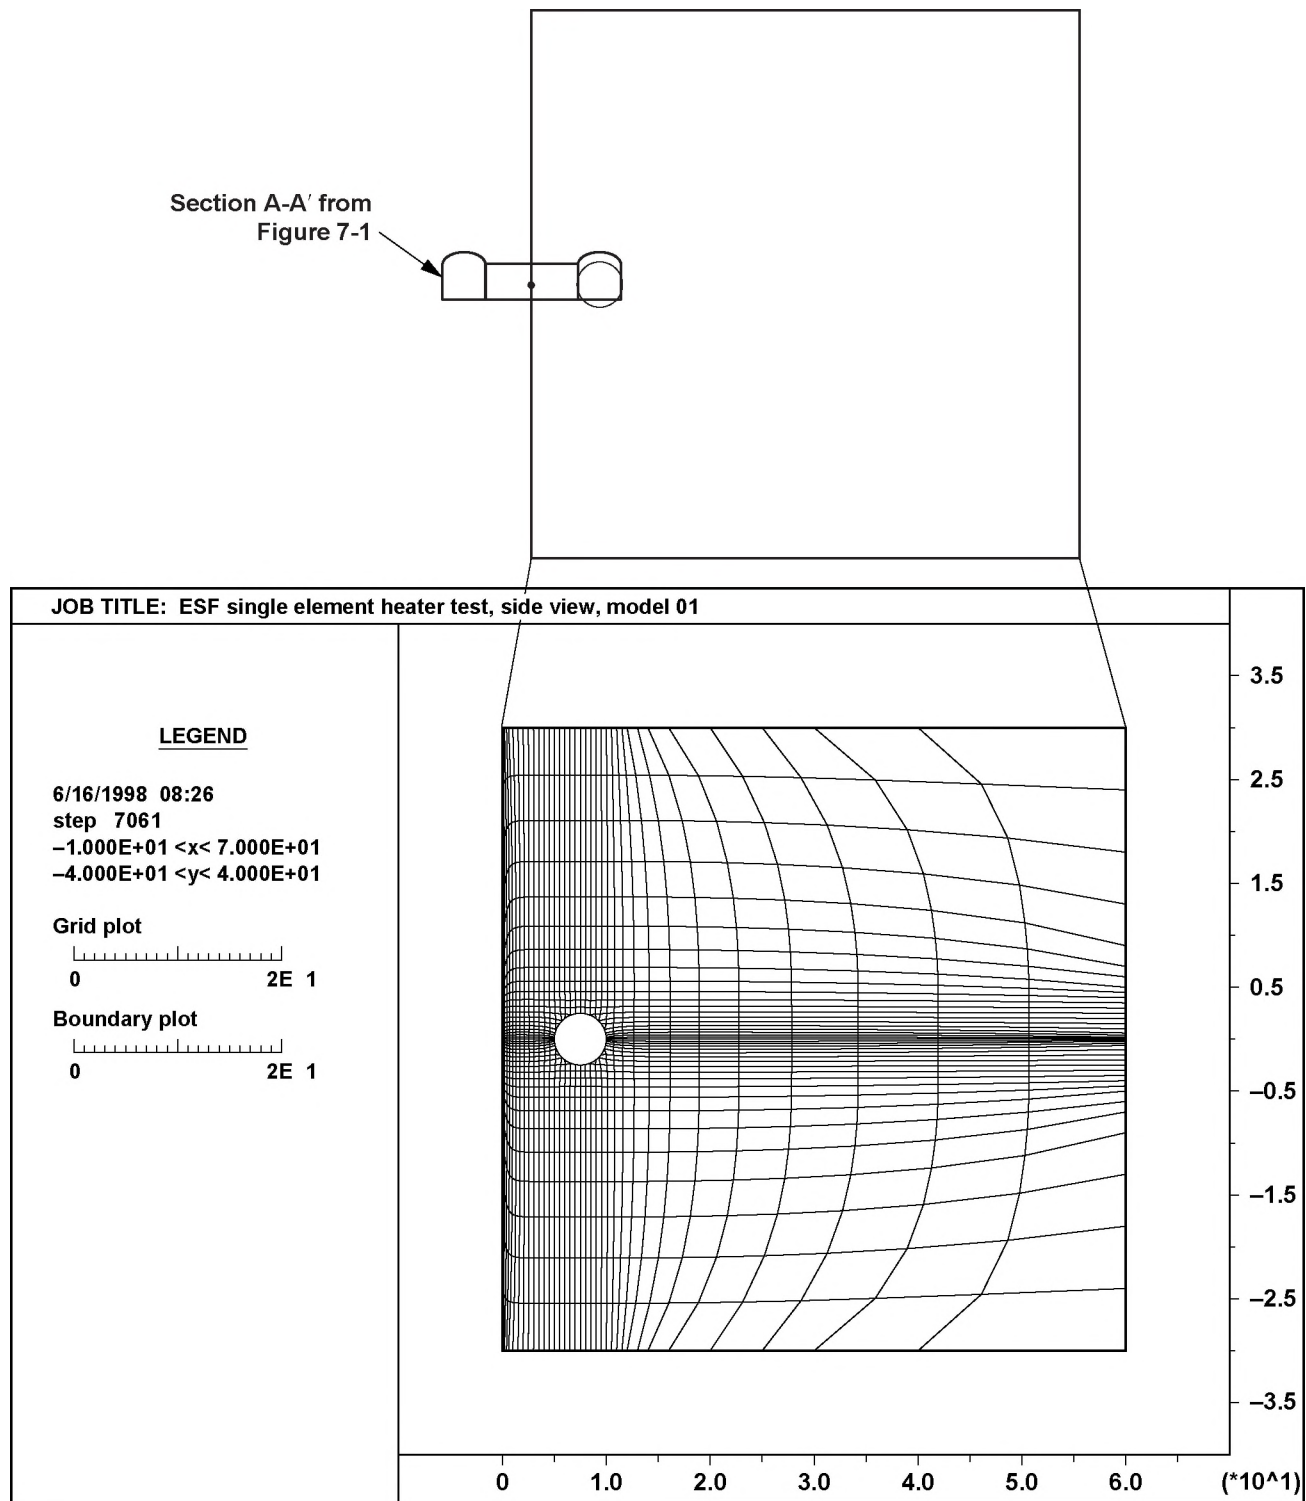 Section A-A′ from
Figure 7-1
JOB TITLE: ESF single element heater test, side view, model 01
LEGEND
6/16/1998 08:26
step 7061
–1.000E+01 <x< 7.000E+01
–4.000E+01 <y< 4.000E+01
Grid plot
0 2E 1
Boundary plot
0 2E 1
3.5
2.5
1.5
0.5
–0.5
–1.5
–2.5
–3.5
0 1.0 2.0 3.0 4.0 5.0 6.0 (*10^1)